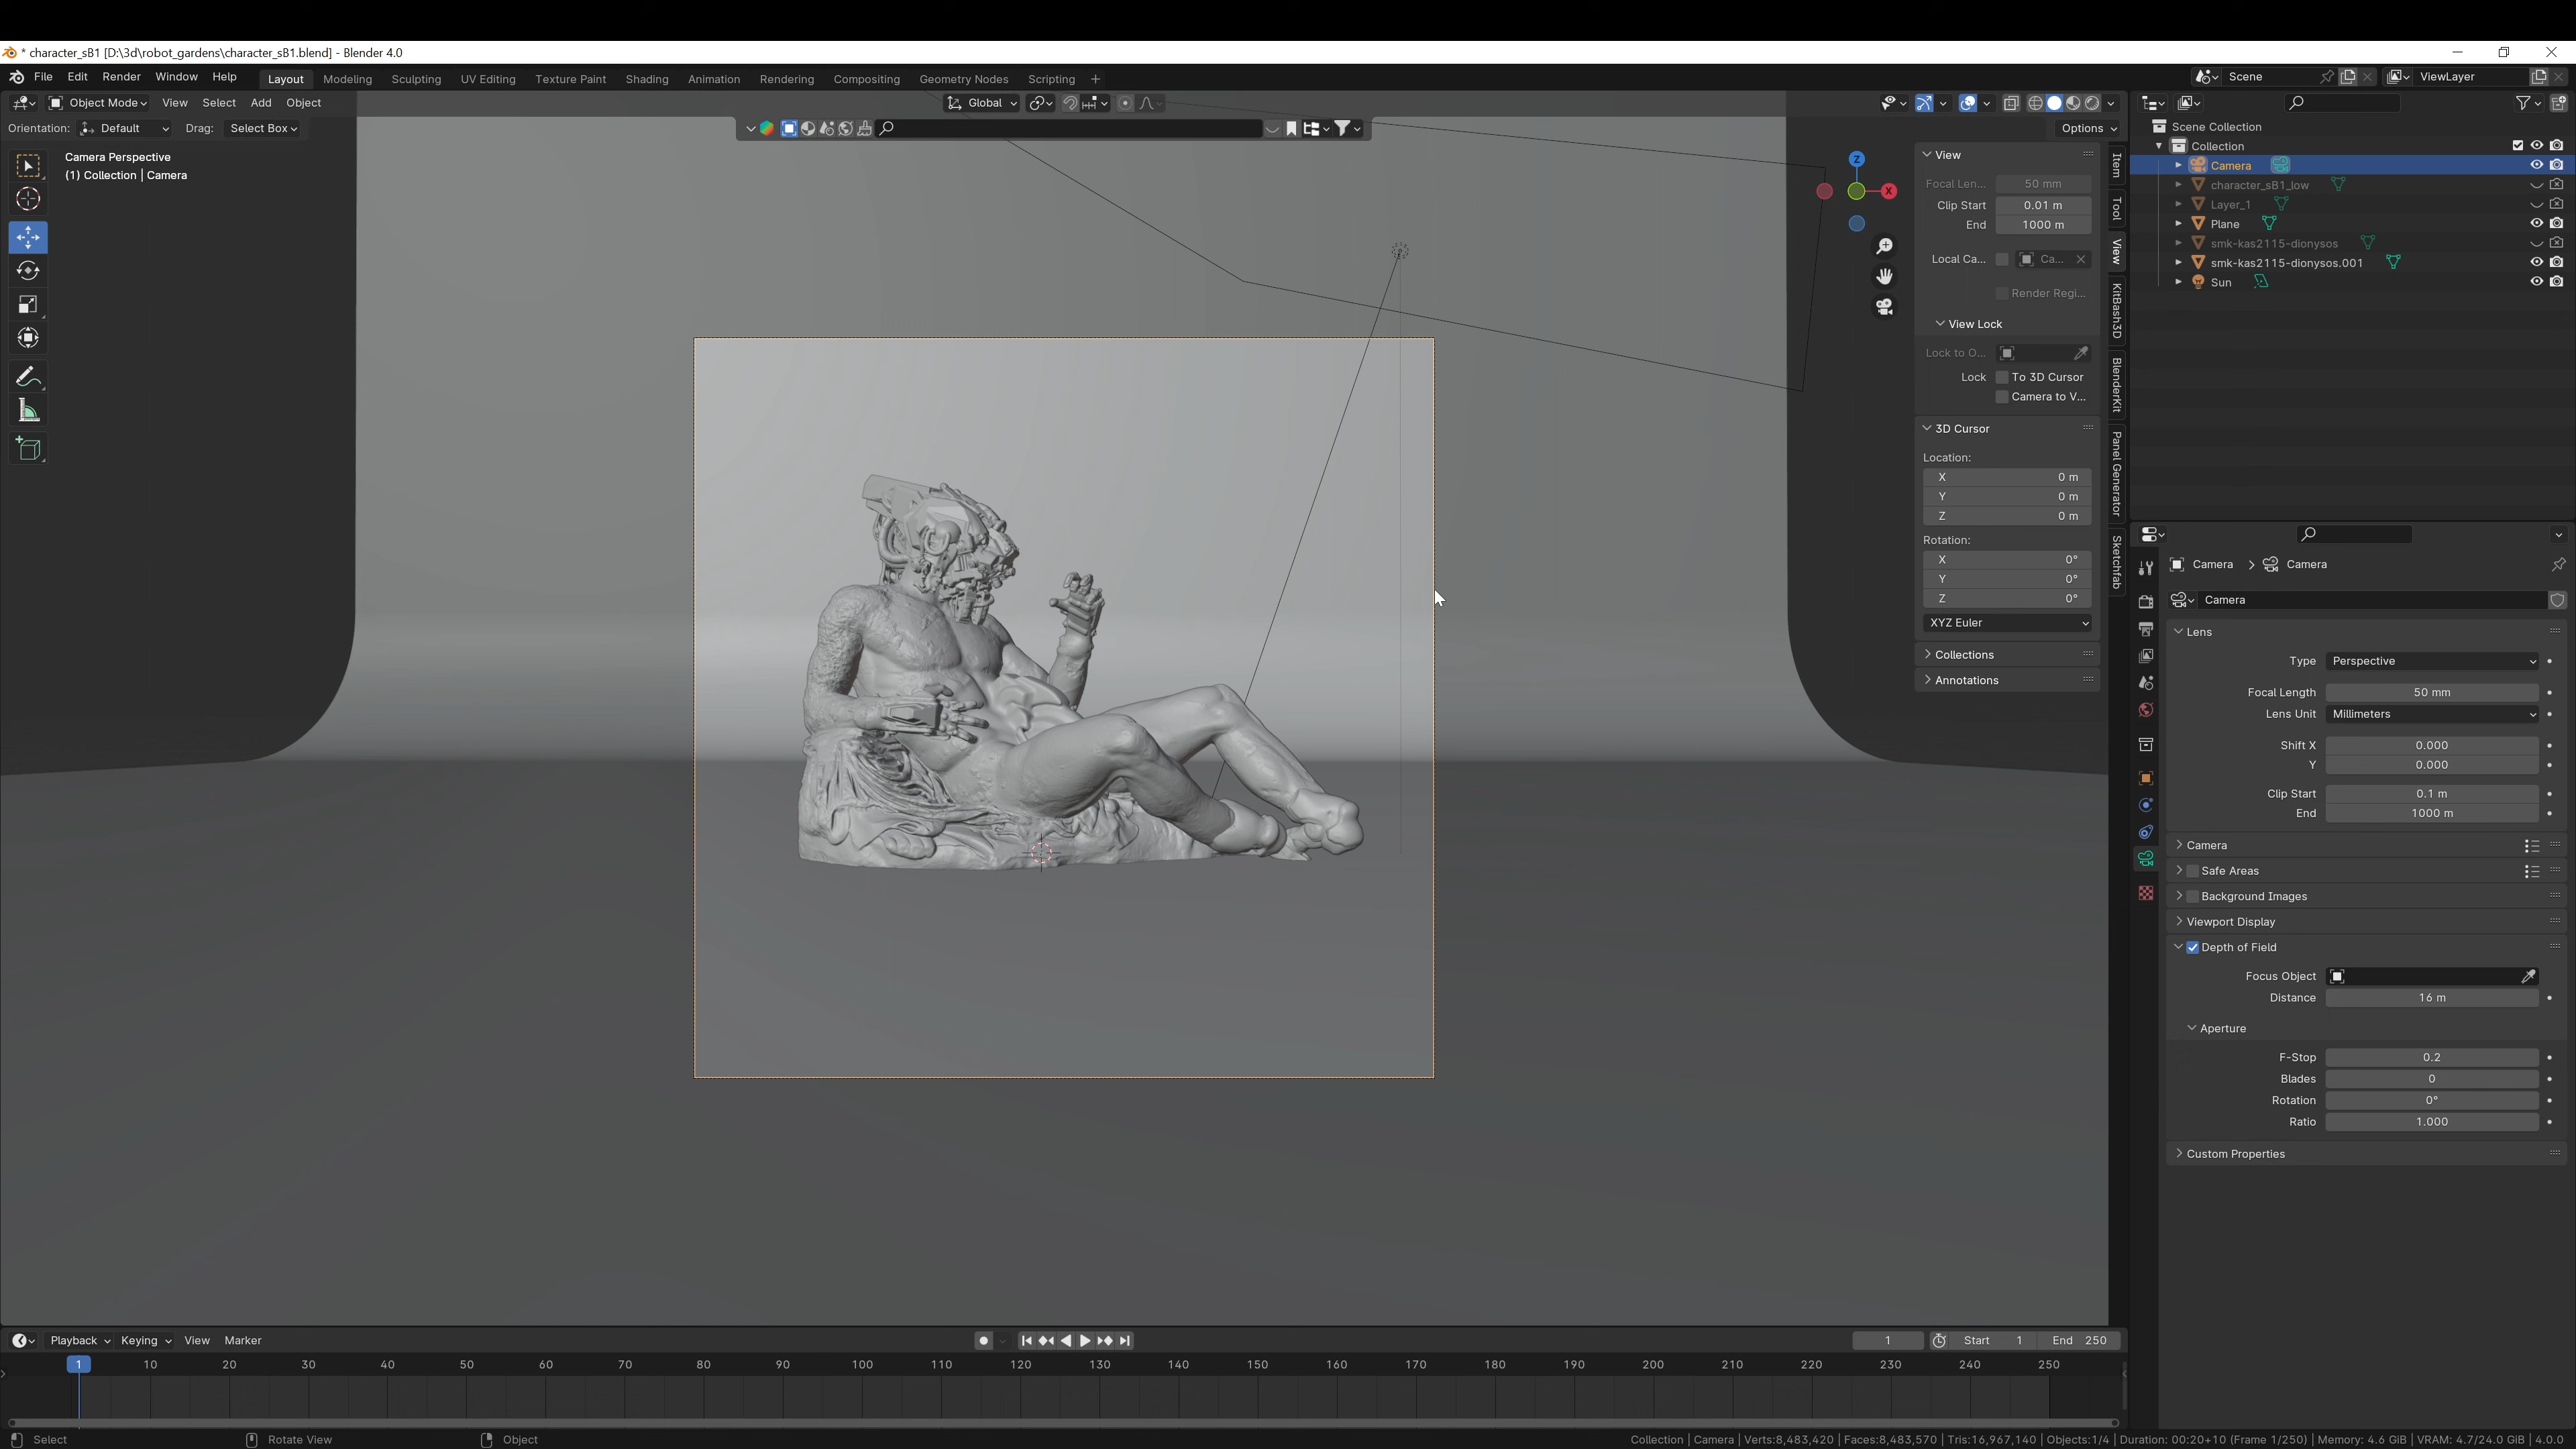 * character_sB1 [D:\3d\robot_gardens\character_sB1.blend] - Blender 4.0
File Edit Render Window Help
Layout Modeling Sculpting UV Editing Texture Paint Shading Animation Rendering Compositing Geometry Nodes Scripting +
Scene
ViewLayer
Object Mode View Select Add Object
Global
Orientation: Default Drag: Select Box
Options
Camera Perspective
(1) Collection | Camera
Z
X
View
Focal Len... 50 mm
Clip Start 0.01 m
End 1000 m
Local Ca... Ca...
Render Regi...
View Lock
Lock to O...
Lock To 3D Cursor
Camera to V...
3D Cursor
Location:
X 0 m
Y 0 m
Z 0 m
Rotation:
X 0°
Y 0°
Z 0°
XYZ Euler
Collections
Annotations
Item
Tool
View
KitBash3D
BlenderKit
Panel Generator
Sketchfab
Scene Collection
Collection
Camera
character_sB1_low
Layer_1
Plane
smk-kas2115-dionysos
smk-kas2115-dionysos.001
Sun
Camera > Camera
Camera
Lens
Type Perspective
Focal Length 50 mm
Lens Unit Millimeters
Shift X 0.000
Y 0.000
Clip Start 0.1 m
End 1000 m
Camera
Safe Areas
Background Images
Viewport Display
Depth of Field
Focus Object
Distance 16 m
Aperture
F-Stop 0.2
Blades 0
Rotation 0°
Ratio 1.000
Custom Properties
Playback Keying View Marker
1 Start 1 End 250
1 10 20 30 40 50 60 70 80 90 100 110 120 130 140 150 160 170 180 190 200 210 220 230 240 250
Select Rotate View Object
Collection | Camera | Verts:8,483,420 | Faces:8,483,570 | Tris:16,967,140 | Objects:1/4 | Duration: 00:20+10 (Frame 1/250) | Memory: 4.6 GiB | VRAM: 4.7/24.0 GiB | 4.0.0